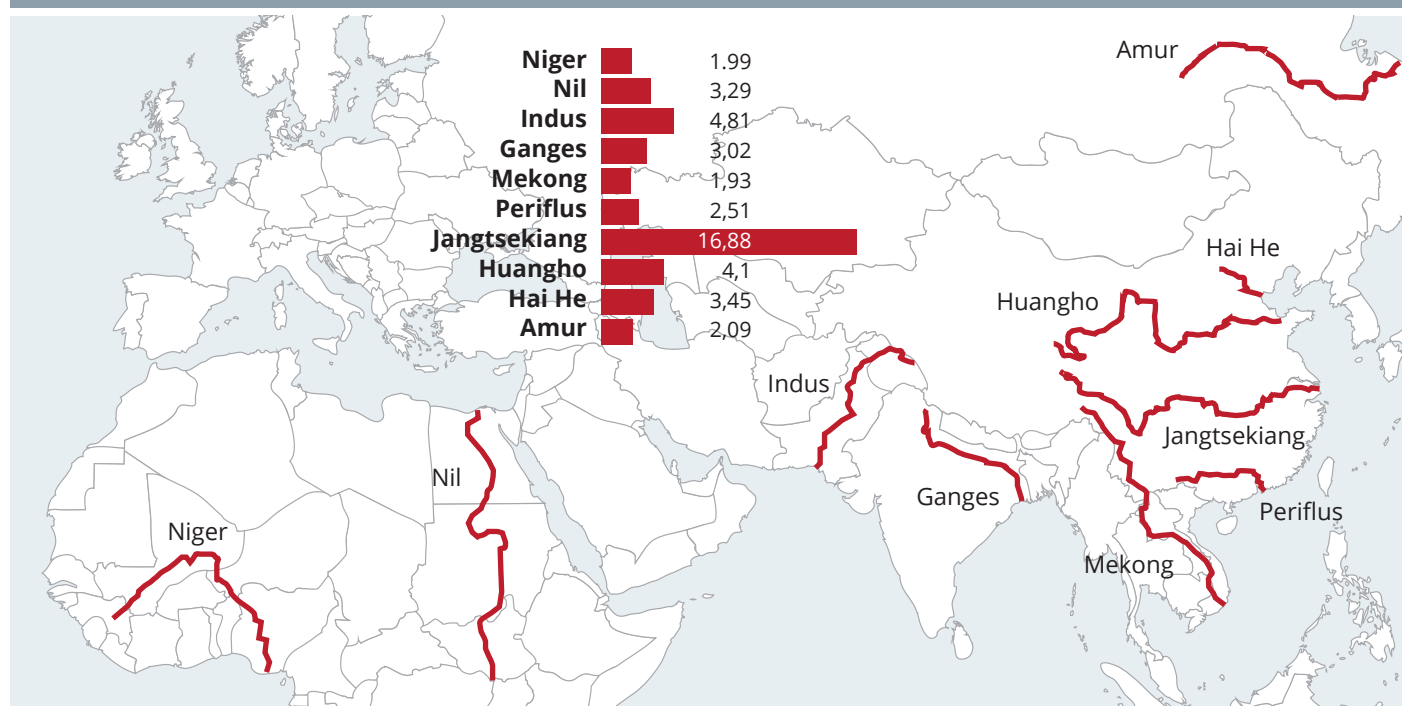 Niger 1.99
Nil 3,29
Indus 4,81
Ganges 3,02
Mekong 1,93
Periflus 2,51
Jangtsekiang 16,88
Huangho 4,1
Hai He 3,45
Amur 2,09
Amur
Hai He
Huangho
Indus
Jangtsekiang
Nil
Ganges
Periflus
Niger
Mekong